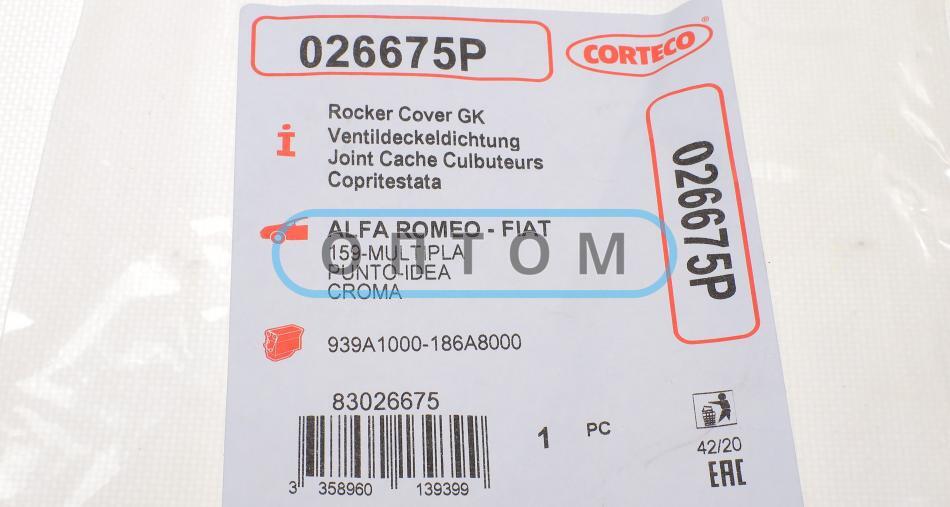 026675P
CORTECO®
Rocker Cover GK
Ventildeckeldichtung
Joint Cache Culbuteurs
Copritestata
026675P
ALFA ROMEO - FIAT
159-MULTIPLA
PUNTO-IDEA
CROMA
ОПТОМ
939A1000-186A8000
83026675
1 PC
42/20
EAC
3 358960 139399